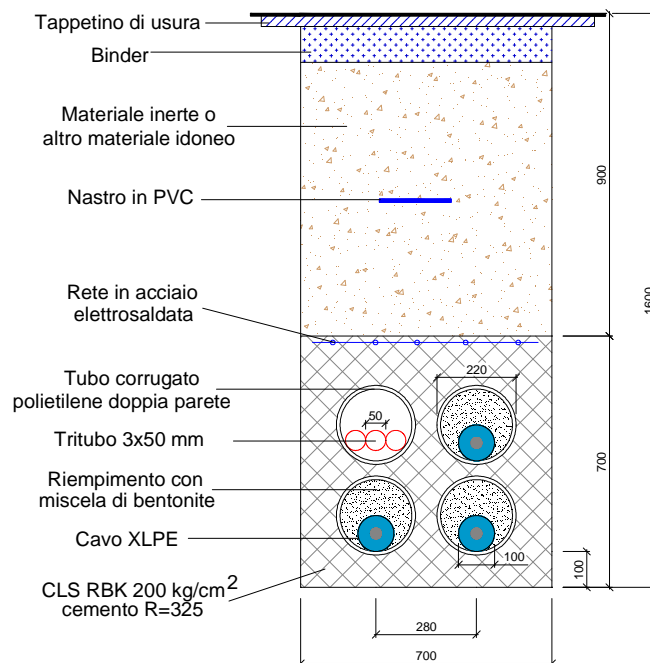 Tappetino di usura
Binder
Materiale inerte o
altro materiale idoneo
900
Nastro in PVC
1600
Rete in acciaio
elettrosaldata
Tubo corrugato
polietilene doppia parete
220
50
Tritubo 3x50 mm
700
Riempimento con
miscela di bentonite
Cavo XLPE
100
100
CLS RBK 200 kg/cm²
cemento R=325
280
700